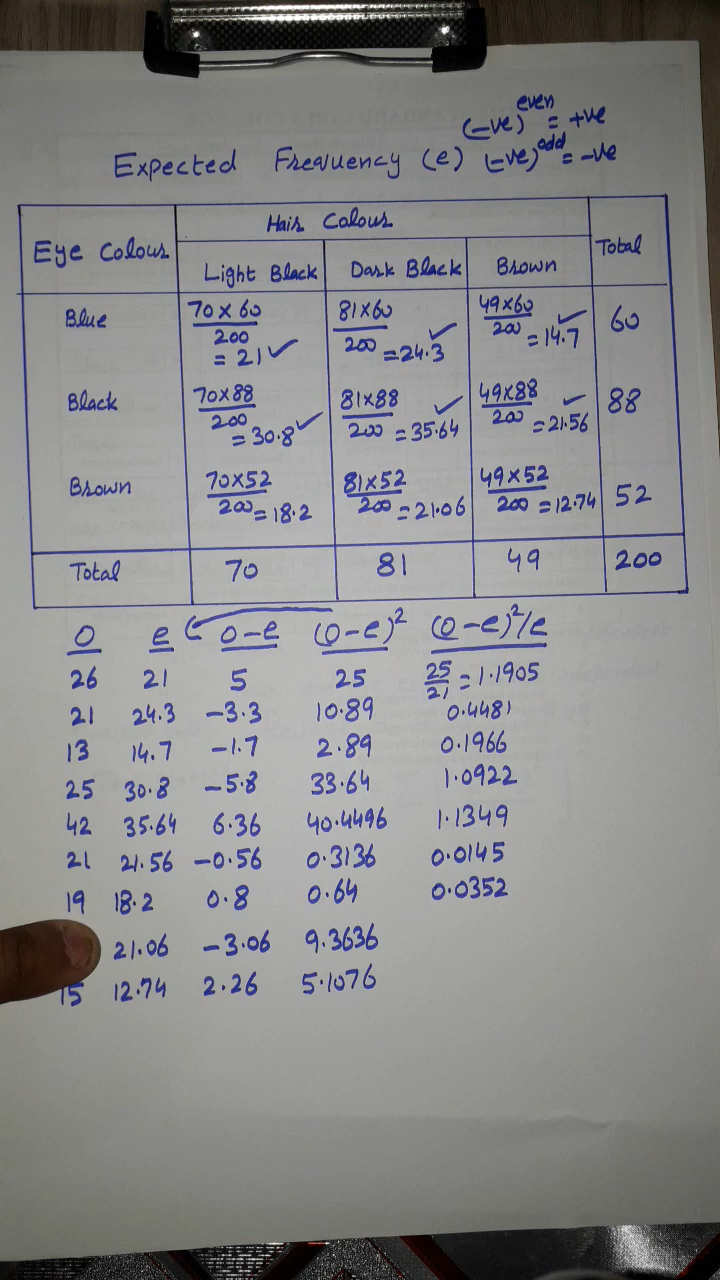 (-ve)^even = +ve
Expected Frequency (e) (-ve)^odd = -ve
Eye Colour Hair Colour Total
Light Black Dark Black Brown
Blue 70 x 60 / 200 = 21 ✓ 81x60 / 200 = 24.3 ✓ 49x60 / 200 = 14.7 ✓ 60
Black 70x88 / 200 = 30.8 ✓ 81x88 / 200 = 35.64 ✓ 49x88 / 200 = 21.56 ✓ 88
Brown 70x52 / 200 = 18.2 81x52 / 200 = 21.06 49x52 / 200 = 12.74 52
Total 70 81 49 200
O e O-e (O-e)² (O-e)²/e
26 21 5 25 25/21 = 1.1905
21 24.3 -3.3 10.89 0.4481
13 14.7 -1.7 2.89 0.1966
25 30.8 -5.8 33.64 1.0922
42 35.64 6.36 40.4496 1.1349
21 21.56 -0.56 0.3136 0.0145
19 18.2 0.8 0.64 0.0352
21.06 -3.06 9.3636
15 12.74 2.26 5.1076